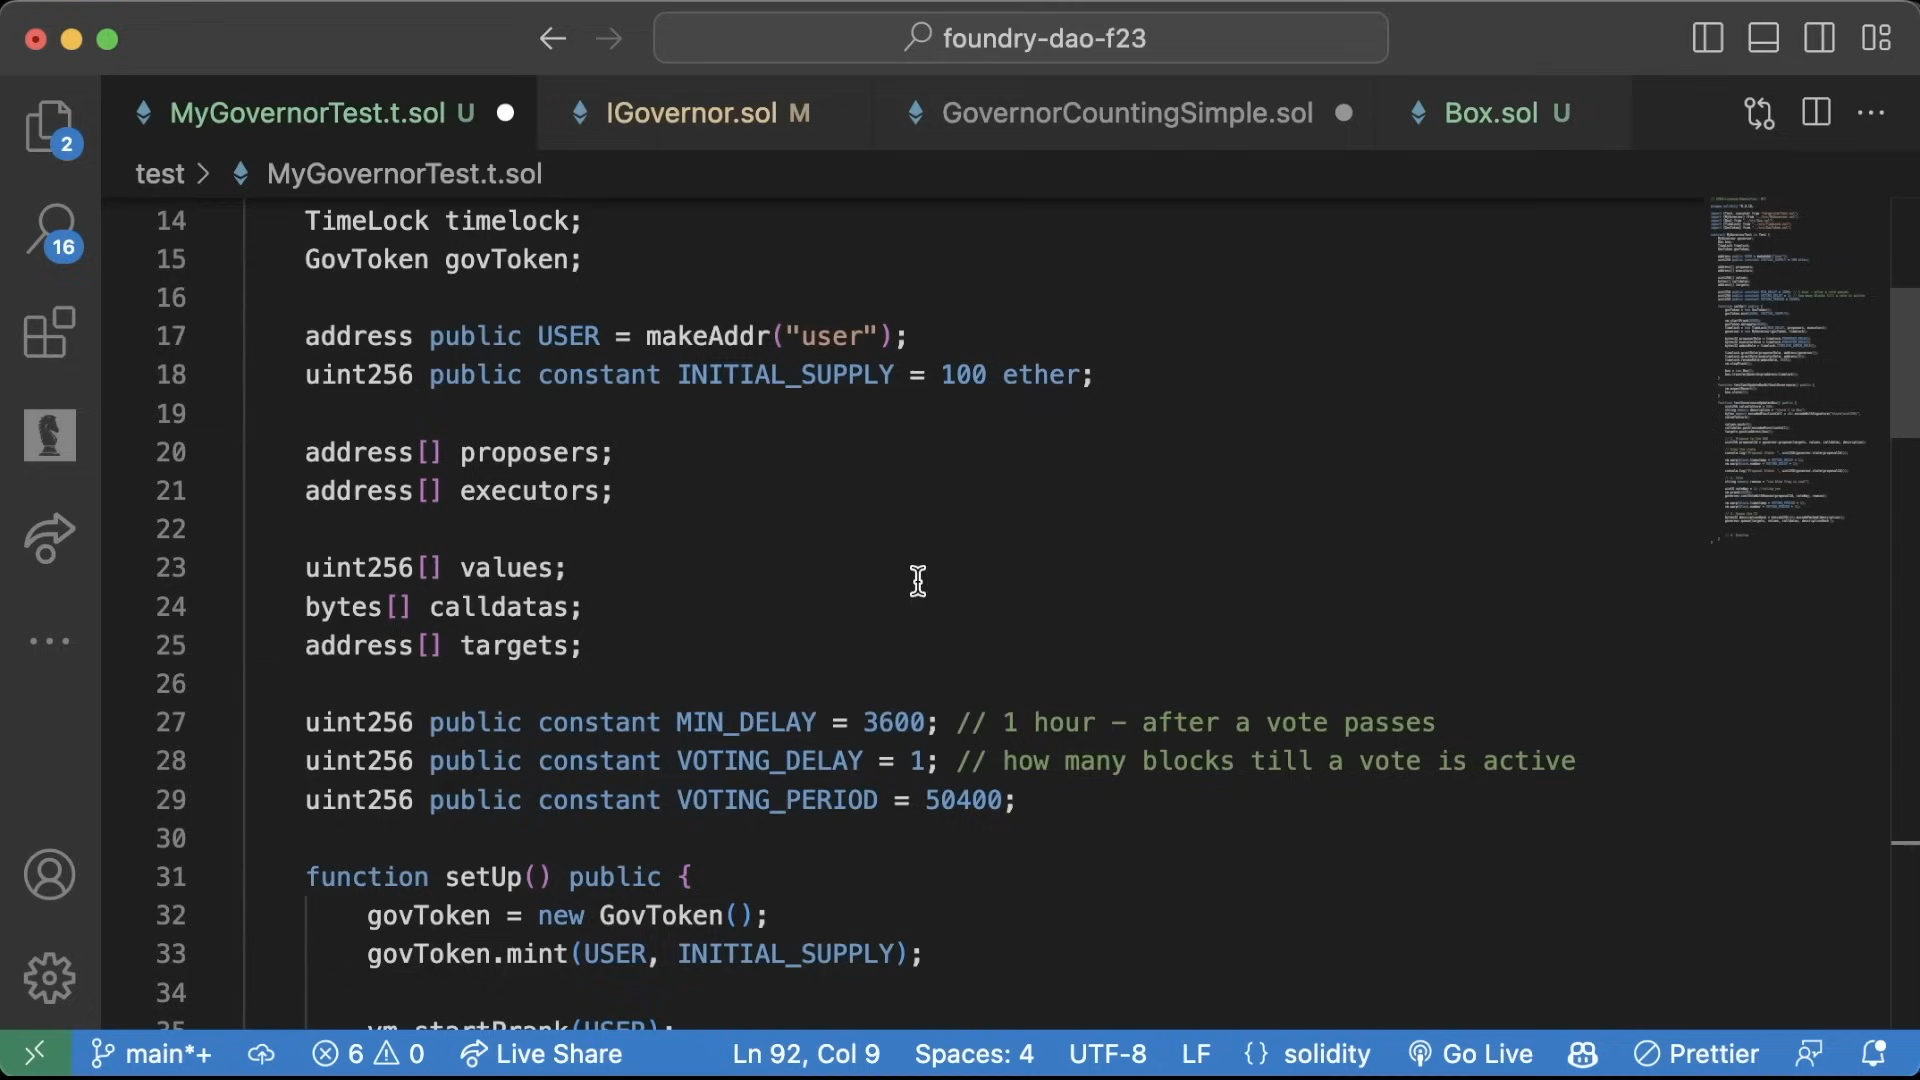 foundry-dao-f23
MyGovernorTest.t.sol U
IGovernor.sol M
GovernorCountingSimple.sol
Box.sol U
2
test > MyGovernorTest.t.sol
16
14 TimeLock timelock;
15 GovToken govToken;
16
17 address public USER = makeAddr("user");
18 uint256 public constant INITIAL_SUPPLY = 100 ether;
19
20 address[] proposers;
21 address[] executors;
22
23 uint256[] values;
24 bytes[] calldatas;
25 address[] targets;
26
27 uint256 public constant MIN_DELAY = 3600; // 1 hour – after a vote passes
28 uint256 public constant VOTING_DELAY = 1; // how many blocks till a vote is active
29 uint256 public constant VOTING_PERIOD = 50400;
30
31 function setUp() public {
32 govToken = new GovToken();
33 govToken.mint(USER, INITIAL_SUPPLY);
34
35 vm.startPrank(USER);
main*+ 6 0 Live Share Ln 92, Col 9 Spaces: 4 UTF-8 LF {} solidity Go Live Prettier